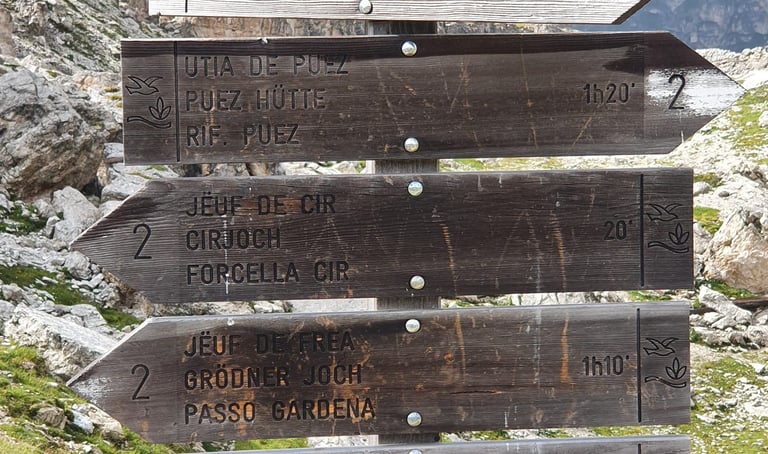 UTIA DE PUEZ
PUEZ HÜTTE 1h20' 2
RIF. PUEZ
JËUF DE CIR
2 CIRJOCH 20'
FORCELLA CIR
JËUF DE FREA
2 GRÖDNER JOCH 1h10'
PASSO GARDENA